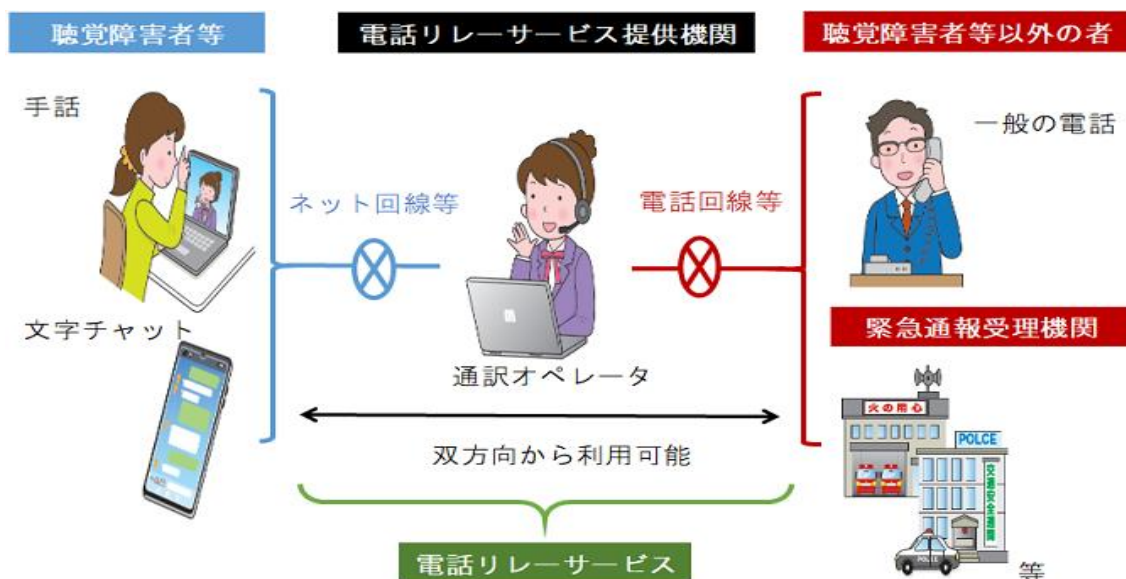 聴覚障害者等
電話リレーサービス提供機関
聴覚障害者等以外の者
手話
一般の電話
ネット回線等
電話回線等
文字チャット
緊急通報受理機関
通訳オペレータ
火の用心
POLCE
交通安全週間
双方向から利用可能
POLICE
電話リレーサービス
等